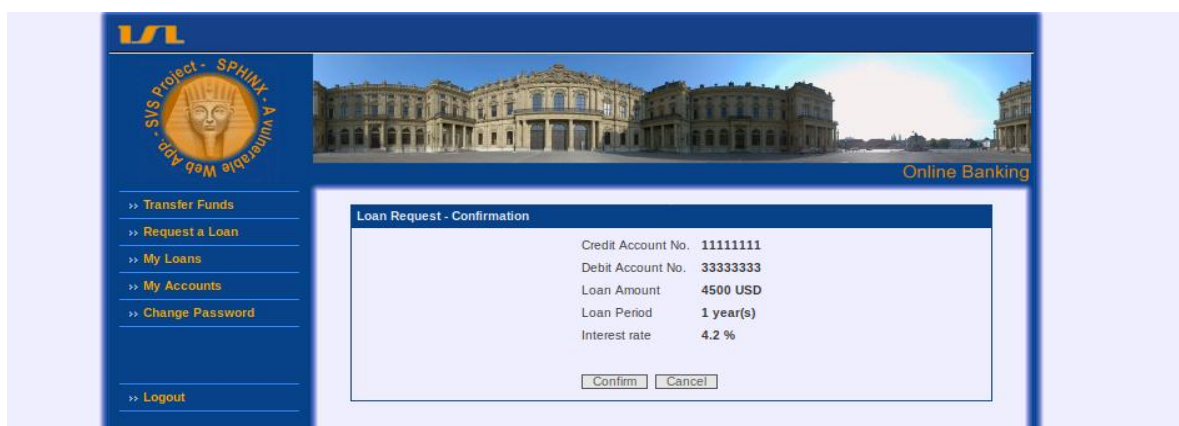 ISL
SVS Project - SPHINX - A vulnerable Web App. -
Online Banking
›› Transfer Funds
›› Request a Loan
›› My Loans
›› My Accounts
›› Change Password
›› Logout
Loan Request - Confirmation
Credit Account No. 11111111
Debit Account No. 33333333
Loan Amount 4500 USD
Loan Period 1 year(s)
Interest rate 4.2 %
Confirm Cancel